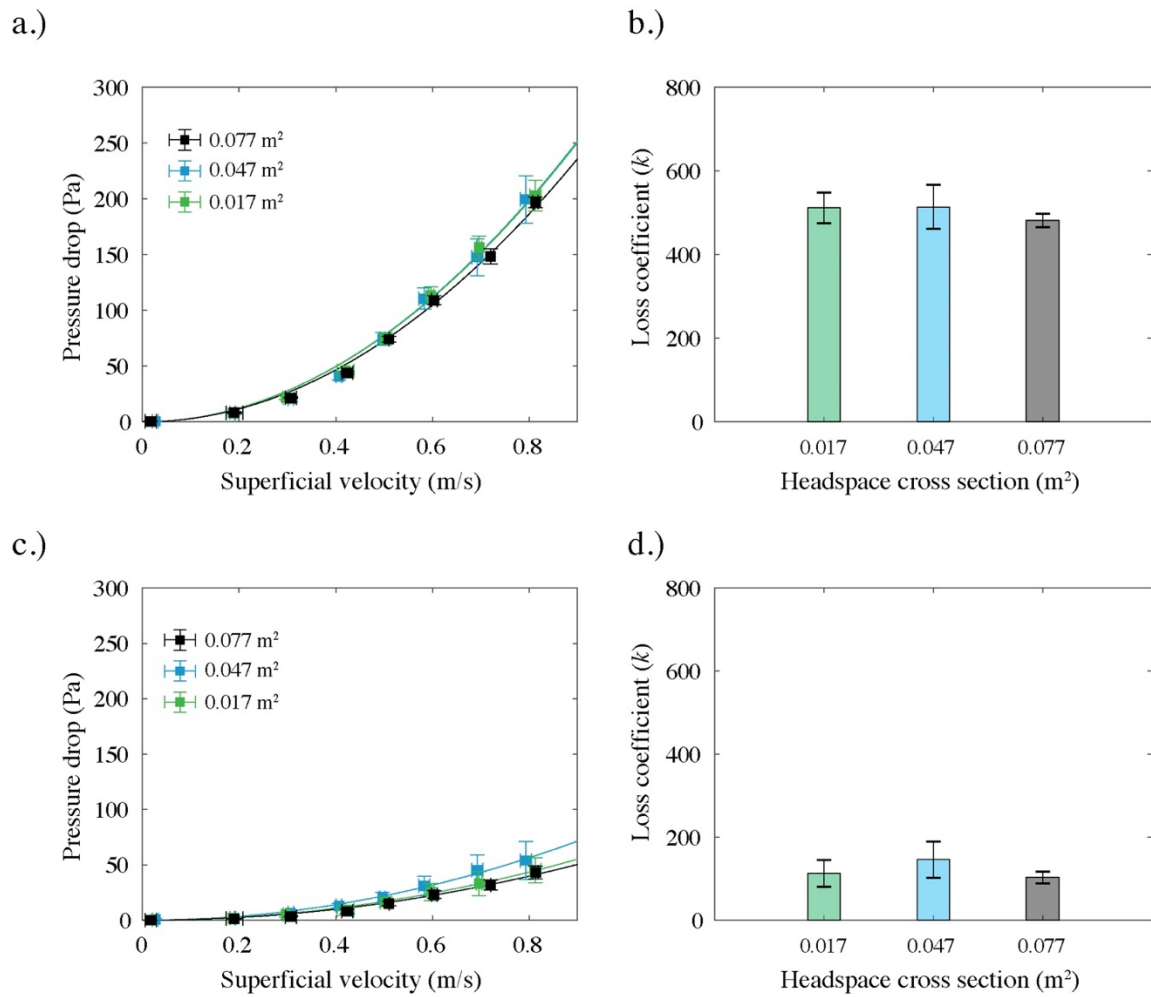 a.)
Pressure drop (Pa)
300
250
200
150
100
50
0
0.077 m²
0.047 m²
0.017 m²
0 0.2 0.4 0.6 0.8
Superficial velocity (m/s)
b.)
Loss coefficient (k)
800
600
400
200
0
0.017 0.047 0.077
Headspace cross section (m²)
c.)
Pressure drop (Pa)
300
250
200
150
100
50
0
0.077 m²
0.047 m²
0.017 m²
0 0.2 0.4 0.6 0.8
Superficial velocity (m/s)
d.)
Loss coefficient (k)
800
600
400
200
0
0.017 0.047 0.077
Headspace cross section (m²)